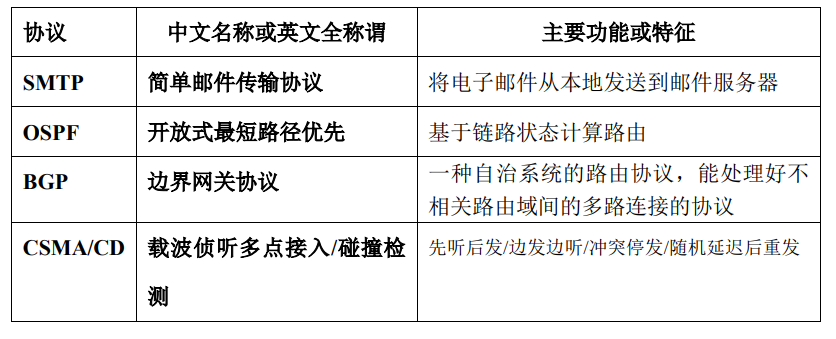 协议 中文名称或英文全称谓 主要功能或特征
SMTP 简单邮件传输协议 将电子邮件从本地发送到邮件服务器
OSPF 开放式最短路径优先 基于链路状态计算路由
BGP 边界网关协议 一种自治系统的路由协议，能处理好不
相关路由域间的多路连接的协议
CSMA/CD 载波侦听多点接入/碰撞检 先听后发/边发边听/冲突停发/随机延迟后重发
测